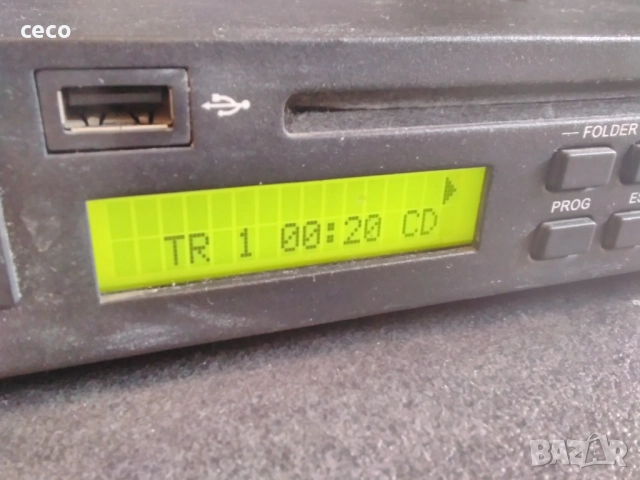 ceco
— FOLDER
PROG
TR 1 00:20 CD
BAZAR